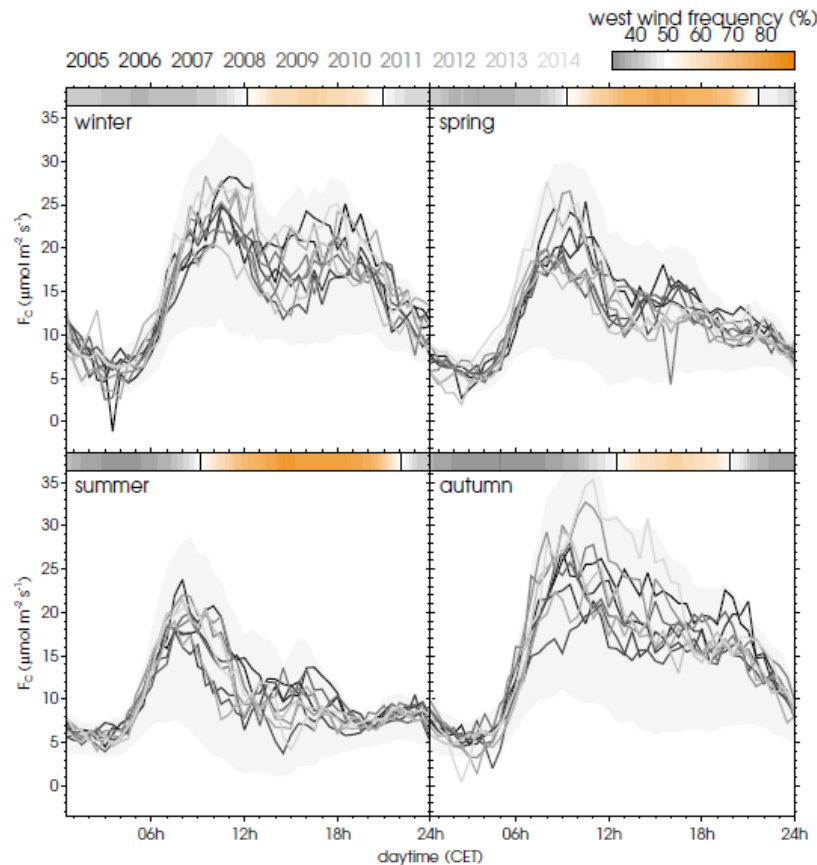 west wind frequency (%)
40 50 60 70 80
2005 2006 2007 2008 2009 2010 2011 2012 2013 2014
winter
spring
35
30
25
20
15
10
5
0
F_C (μmol m⁻² s⁻¹)
summer
autumn
35
30
25
20
15
10
5
0
F_C (μmol m⁻² s⁻¹)
06h 12h 18h 24h 06h 12h 18h 24h
daytime (CET)